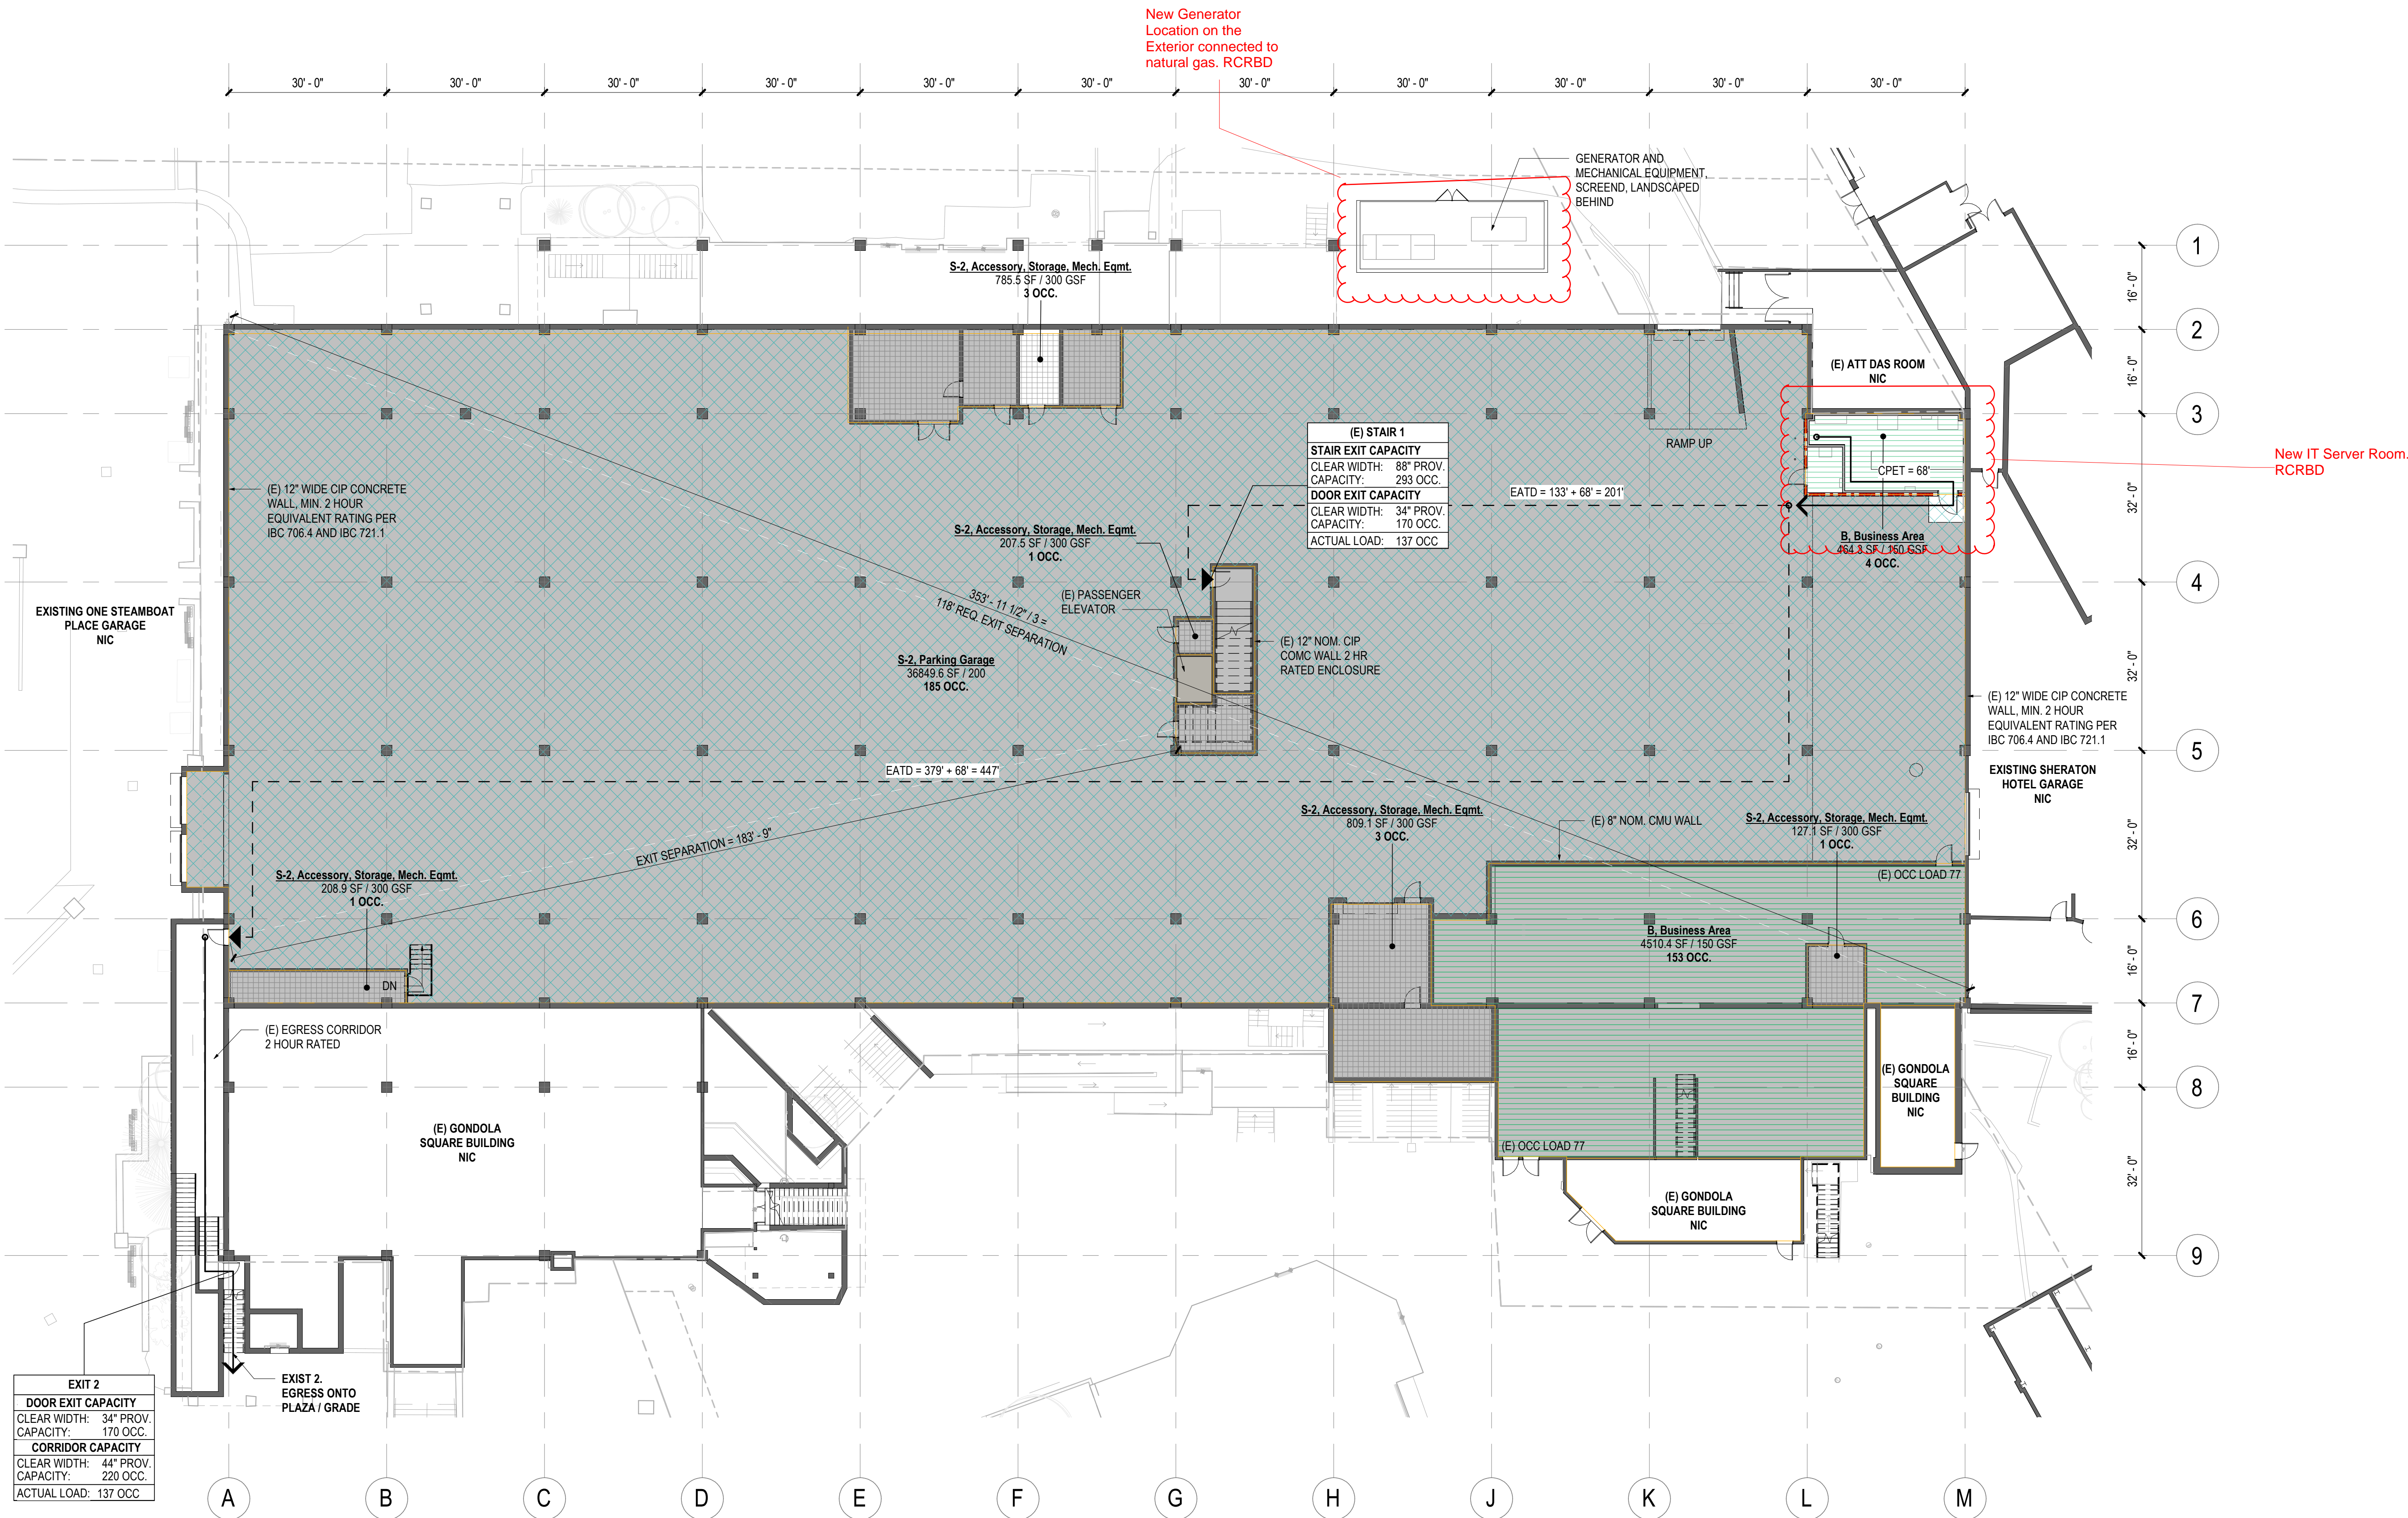 New Generator
Location on the
Exterior connected to
natural gas. RCRBD
30' - 0"
30' - 0"
30' - 0"
30' - 0"
30' - 0"
30' - 0"
30' - 0"
30' - 0"
30' - 0"
30' - 0"
30' - 0"
GENERATOR AND
MECHANICAL EQUIPMENT,
SCREEND, LANDSCAPED
BEHIND
1
16' - 0"
2
16' - 0"
3
32' - 0"
4
32' - 0"
5
32' - 0"
6
16' - 0"
7
16' - 0"
8
32' - 0"
9
S-2, Accessory, Storage, Mech. Eqmt.
785.5 SF / 300 GSF
3 OCC.
(E) ATT DAS ROOM
NIC
RAMP UP
CPET = 68'
New IT Server Room.
RCRBD
B, Business Area
464.3 SF / 150 GSF
4 OCC.
(E) STAIR 1
STAIR EXIT CAPACITY
CLEAR WIDTH: 88" PROV.
CAPACITY: 293 OCC.
DOOR EXIT CAPACITY
CLEAR WIDTH: 34" PROV.
CAPACITY: 170 OCC.
ACTUAL LOAD: 137 OCC
EATD = 133' + 68' = 201'
(E) 12" WIDE CIP CONCRETE
WALL, MIN. 2 HOUR
EQUIVALENT RATING PER
IBC 706.4 AND IBC 721.1
S-2, Accessory, Storage, Mech. Eqmt.
207.5 SF / 300 GSF
1 OCC.
(E) PASSENGER
ELEVATOR
353' - 11 1/2" / 3 =
118' REQ. EXIT SEPARATION
EXISTING ONE STEAMBOAT
PLACE GARAGE
NIC
(E) 12" NOM. CIP
COMC WALL 2 HR
RATED ENCLOSURE
S-2, Parking Garage
36849.6 SF / 200
185 OCC.
(E) 12" WIDE CIP CONCRETE
WALL, MIN. 2 HOUR
EQUIVALENT RATING PER
IBC 706.4 AND IBC 721.1
EXISTING SHERATON
HOTEL GARAGE
NIC
EATD = 379' + 68' = 447'
EXIT SEPARATION = 183' - 9"
S-2, Accessory, Storage, Mech. Eqmt.
809.1 SF / 300 GSF
3 OCC.
(E) 8" NOM. CMU WALL
S-2, Accessory, Storage, Mech. Eqmt.
127.1 SF / 300 GSF
1 OCC.
(E) OCC LOAD 77
S-2, Accessory, Storage, Mech. Eqmt.
208.9 SF / 300 GSF
1 OCC.
DN
B, Business Area
4510.4 SF / 150 GSF
153 OCC.
(E) EGRESS CORRIDOR
2 HOUR RATED
(E) GONDOLA
SQUARE BUILDING
NIC
(E) GONDOLA
SQUARE
BUILDING
NIC
(E) OCC LOAD 77
(E) GONDOLA
SQUARE BUILDING
NIC
EXIST 2.
EGRESS ONTO
PLAZA / GRADE
EXIT 2
DOOR EXIT CAPACITY
CLEAR WIDTH: 34" PROV.
CAPACITY: 170 OCC.
CORRIDOR CAPACITY
CLEAR WIDTH: 44" PROV.
CAPACITY: 220 OCC.
ACTUAL LOAD: 137 OCC
A
B
C
D
E
F
G
H
J
K
L
M